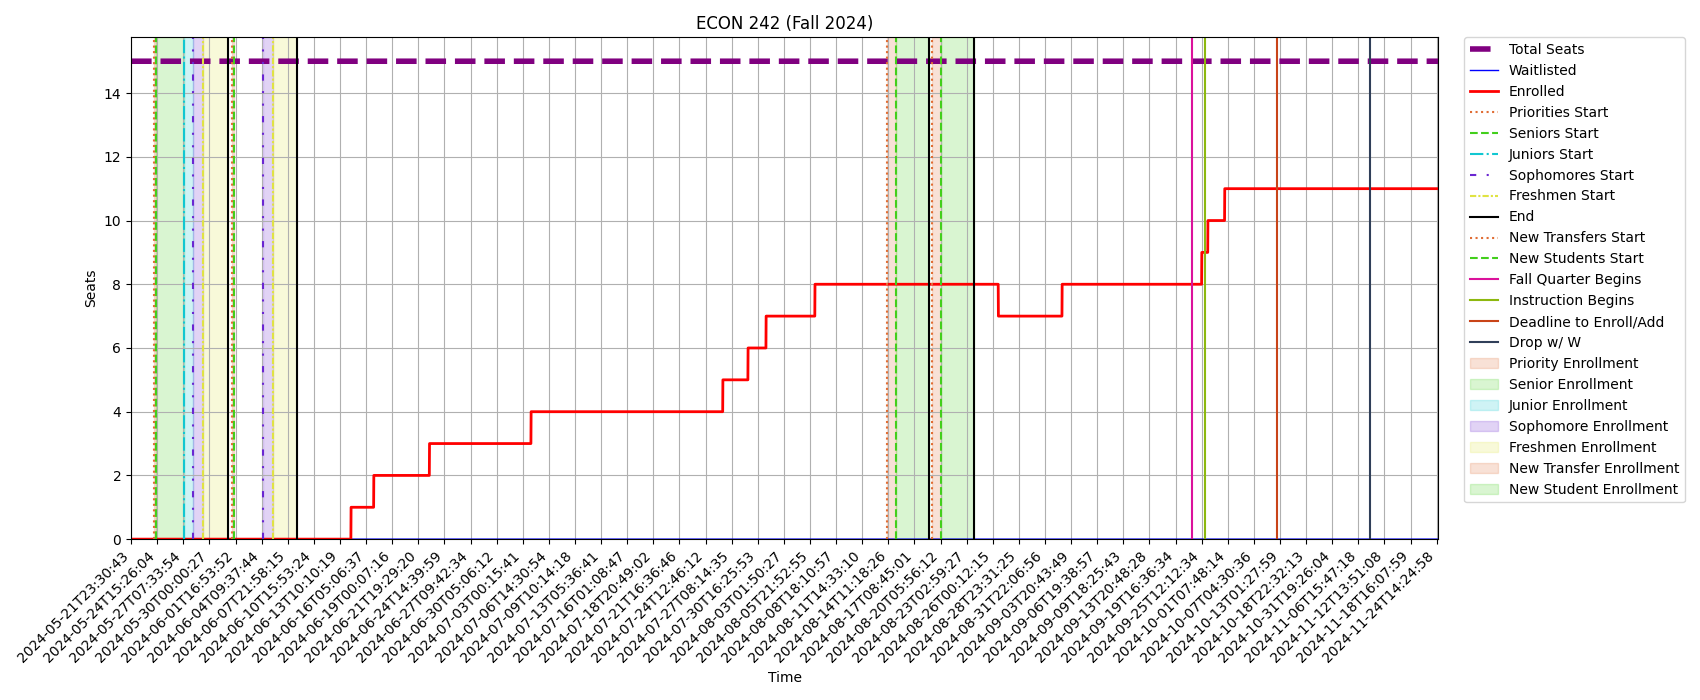 ECON 242 (Fall 2024)
Seats
14
12
10
8
6
4
2
0
2024-05-21T23:30:43
2024-05-24T15:26:04
2024-05-27T07:33:54
2024-05-30T00:00:27
2024-06-01T16:53:52
2024-06-04T09:37:44
2024-06-07T21:58:15
2024-06-10T15:53:24
2024-06-13T10:10:19
2024-06-16T05:06:37
2024-06-19T00:07:16
2024-06-21T19:29:20
2024-06-24T14:39:59
2024-06-27T09:42:34
2024-06-30T05:06:12
2024-07-03T00:15:41
2024-07-06T14:30:54
2024-07-09T10:14:18
2024-07-13T05:36:41
2024-07-16T01:08:47
2024-07-18T20:49:02
2024-07-21T16:36:46
2024-07-24T12:46:12
2024-07-27T08:14:35
2024-07-30T16:25:53
2024-08-03T01:50:27
2024-08-05T21:52:55
2024-08-08T18:10:57
2024-08-11T14:33:10
2024-08-14T11:18:26
2024-08-17T08:45:01
2024-08-20T05:56:12
2024-08-23T02:59:27
2024-08-26T00:12:15
2024-08-28T23:31:25
2024-08-31T22:06:56
2024-09-03T20:43:49
2024-09-06T19:38:57
2024-09-09T18:25:43
2024-09-13T20:48:28
2024-09-19T16:36:34
2024-09-25T12:12:34
2024-10-01T07:48:14
2024-10-07T04:30:36
2024-10-13T01:27:59
2024-10-18T22:32:13
2024-10-31T19:26:04
2024-11-06T15:47:18
2024-11-12T13:51:08
2024-11-18T16:07:59
2024-11-24T14:24:58
Time
Total Seats
Waitlisted
Enrolled
Priorities Start
Seniors Start
Juniors Start
Sophomores Start
Freshmen Start
End
New Transfers Start
New Students Start
Fall Quarter Begins
Instruction Begins
Deadline to Enroll/Add
Drop w/ W
Priority Enrollment
Senior Enrollment
Junior Enrollment
Sophomore Enrollment
Freshmen Enrollment
New Transfer Enrollment
New Student Enrollment